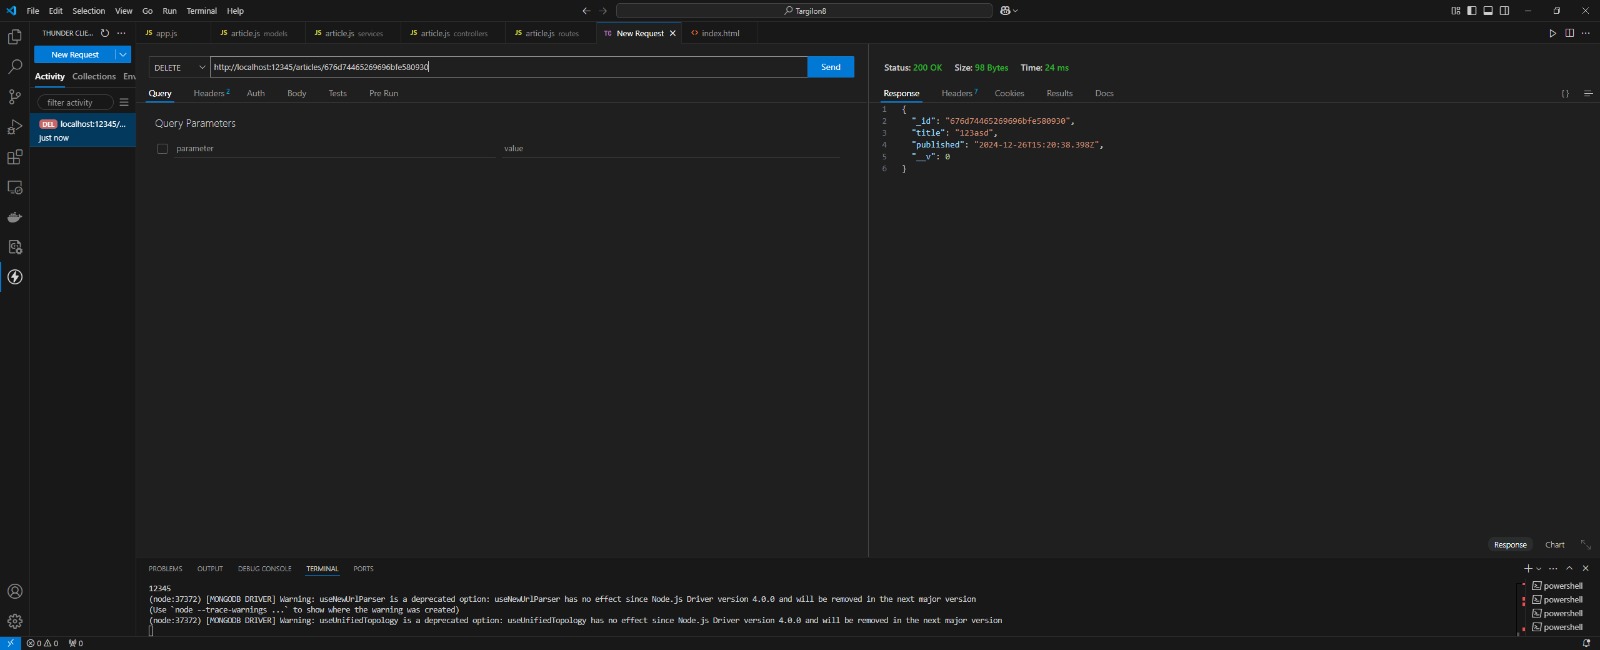 File Edit Selection View Go Run Terminal Help
Targilon8
THUNDER CLIE...
New Request
Activity Collections Env
filter activity
DEL localhost:12345/...
just now
JS app.js
JS article.js models
JS article.js services
JS article.js controllers
JS article.js routes
TC New Request
<> index.html
DELETE
http://localhost:12345/articles/676d74465269696bfe580930
Send
Query Headers 2 Auth Body Tests Pre Run
Query Parameters
parameter value
Status: 200 OK Size: 98 Bytes Time: 24 ms
Response Headers 7 Cookies Results Docs
{}
1 {
2 "_id": "676d74465269696bfe580930",
3 "title": "123asd",
4 "published": "2024-12-26T15:20:38.398Z",
5 "__v": 0
6 }
Response Chart
PROBLEMS OUTPUT DEBUG CONSOLE TERMINAL PORTS
12345
(node:37372) [MONGODB DRIVER] Warning: useNewUrlParser is a deprecated option: useNewUrlParser has no effect since Node.js Driver version 4.0.0 and will be removed in the next major version
(Use `node --trace-warnings ...` to show where the warning was created)
(node:37372) [MONGODB DRIVER] Warning: useUnifiedTopology is a deprecated option: useUnifiedTopology has no effect since Node.js Driver version 4.0.0 and will be removed in the next major version
powershell
powershell
powershell
powershell
0 0 0